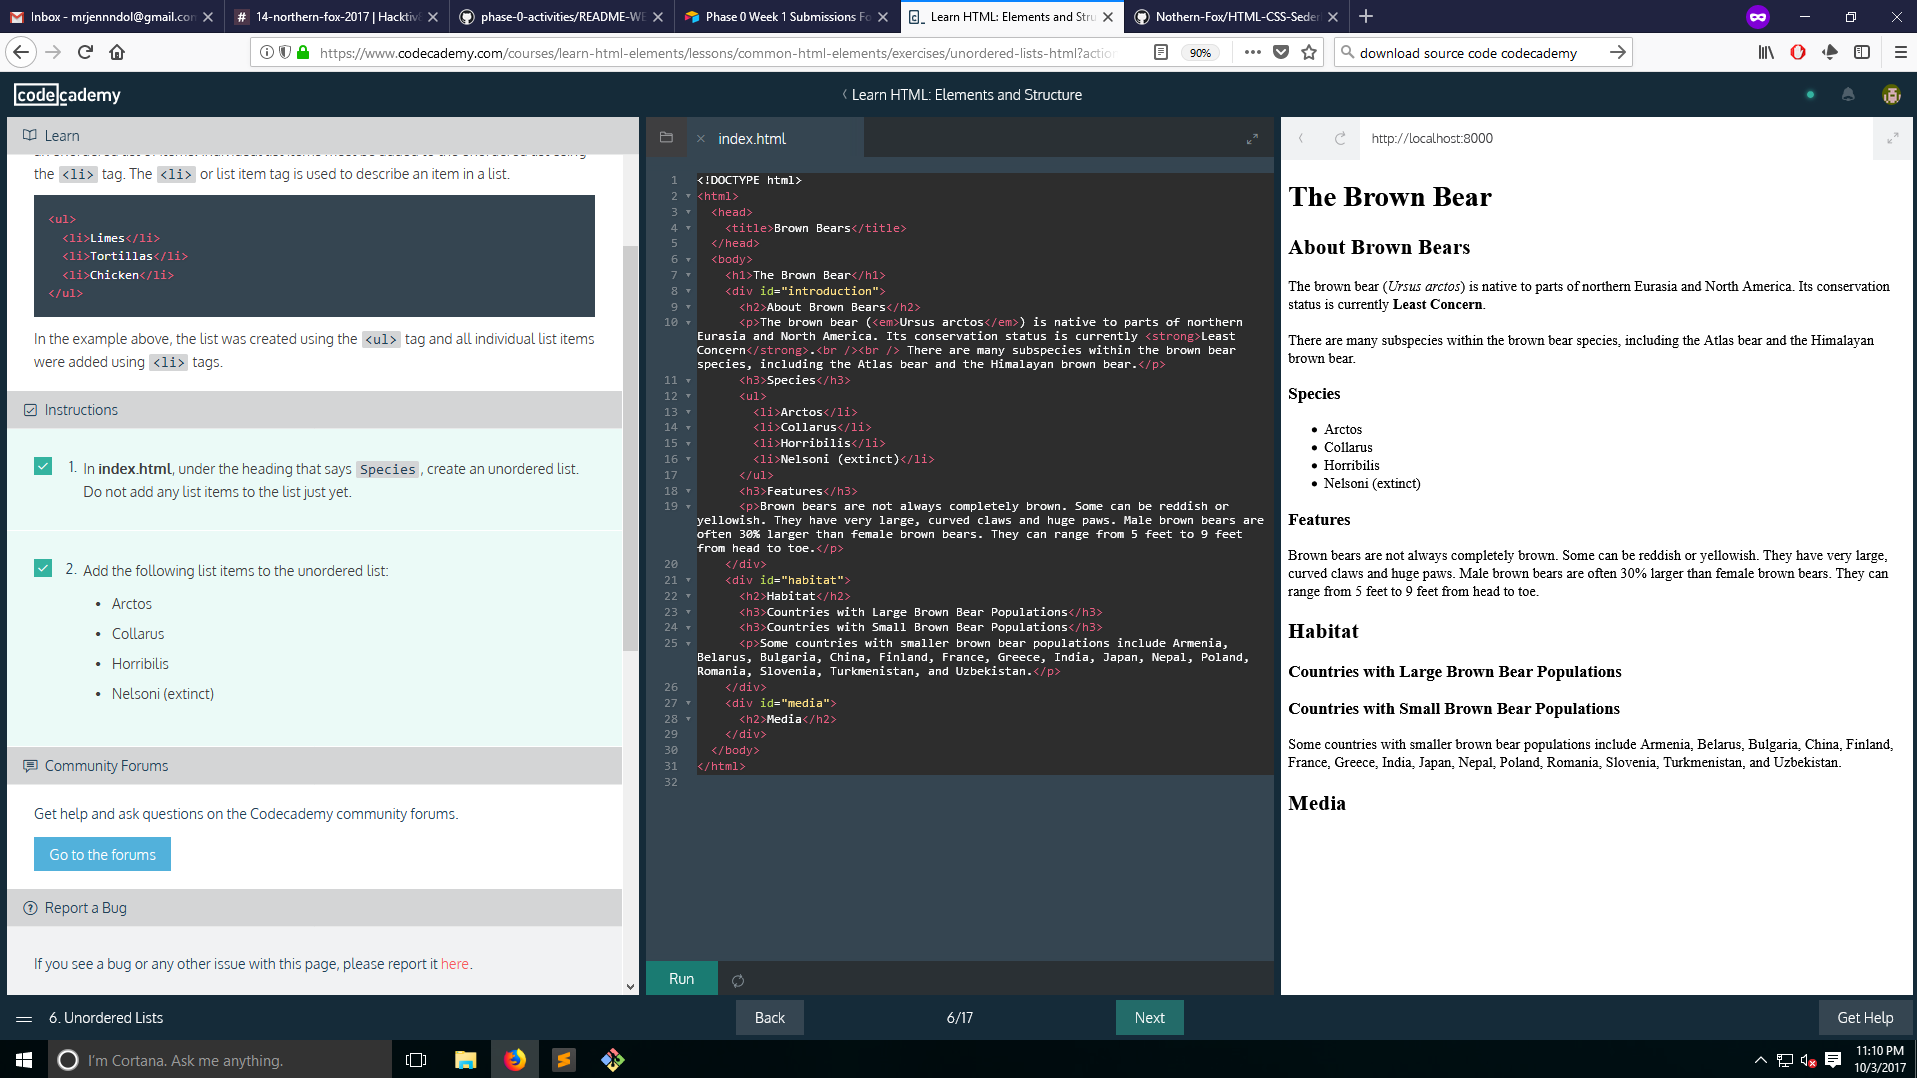 Inbox - mrjennndol@gmail.con
14-northern-fox-2017 | Hacktiv
phase-0-activities/README-WE
Phase 0 Week 1 Submissions Fo
Learn HTML: Elements and Stru
Nothern-Fox/HTML-CSS-Seder
https://www.codecademy.com/courses/learn-html-elements/lessons/common-html-elements/exercises/unordered-lists-html?action
90%
download source code codecademy
codecademy
Learn HTML: Elements and Structure
Learn
the <li> tag. The <li> or list item tag is used to describe an item in a list.
<ul>
<li>Limes</li>
<li>Tortillas</li>
<li>Chicken</li>
</ul>
In the example above, the list was created using the <ul> tag and all individual list items
were added using <li> tags.
Instructions
1. In index.html, under the heading that says Species, create an unordered list.
Do not add any list items to the list just yet.
2. Add the following list items to the unordered list:
• Arctos
• Collarus
• Horribilis
• Nelsoni (extinct)
Community Forums
Get help and ask questions on the Codecademy community forums.
Go to the forums
Report a Bug
If you see a bug or any other issue with this page, please report it here.
index.html
1 <!DOCTYPE html>
2 <html>
3 <head>
4 <title>Brown Bears</title>
5 </head>
6 <body>
7 <h1>The Brown Bear</h1>
8 <div id="introduction">
9 <h2>About Brown Bears</h2>
10 <p>The brown bear (<em>Ursus arctos</em>) is native to parts of northern
Eurasia and North America. Its conservation status is currently <strong>Least
Concern</strong>.<br /><br /> There are many subspecies within the brown bear
species, including the Atlas bear and the Himalayan brown bear.</p>
11 <h3>Species</h3>
12 <ul>
13 <li>Arctos</li>
14 <li>Collarus</li>
15 <li>Horribilis</li>
16 <li>Nelsoni (extinct)</li>
17 </ul>
18 <h3>Features</h3>
19 <p>Brown bears are not always completely brown. Some can be reddish or
yellowish. They have very large, curved claws and huge paws. Male brown bears are
often 30% larger than female brown bears. They can range from 5 feet to 9 feet
from head to toe.</p>
20 </div>
21 <div id="habitat">
22 <h2>Habitat</h2>
23 <h3>Countries with Large Brown Bear Populations</h3>
24 <h3>Countries with Small Brown Bear Populations</h3>
25 <p>Some countries with smaller brown bear populations include Armenia,
Belarus, Bulgaria, China, Finland, France, Greece, India, Japan, Nepal, Poland,
Romania, Slovenia, Turkmenistan, and Uzbekistan.</p>
26 </div>
27 <div id="media">
28 <h2>Media</h2>
29 </div>
30 </body>
31 </html>
32
Run
http://localhost:8000
The Brown Bear
About Brown Bears
The brown bear (Ursus arctos) is native to parts of northern Eurasia and North America. Its conservation
status is currently Least Concern.
There are many subspecies within the brown bear species, including the Atlas bear and the Himalayan
brown bear.
Species
• Arctos
• Collarus
• Horribilis
• Nelsoni (extinct)
Features
Brown bears are not always completely brown. Some can be reddish or yellowish. They have very large,
curved claws and huge paws. Male brown bears are often 30% larger than female brown bears. They can
range from 5 feet to 9 feet from head to toe.
Habitat
Countries with Large Brown Bear Populations
Countries with Small Brown Bear Populations
Some countries with smaller brown bear populations include Armenia, Belarus, Bulgaria, China, Finland,
France, Greece, India, Japan, Nepal, Poland, Romania, Slovenia, Turkmenistan, and Uzbekistan.
Media
6. Unordered Lists
Back
6/17
Next
Get Help
I'm Cortana. Ask me anything.
11:10 PM
10/3/2017